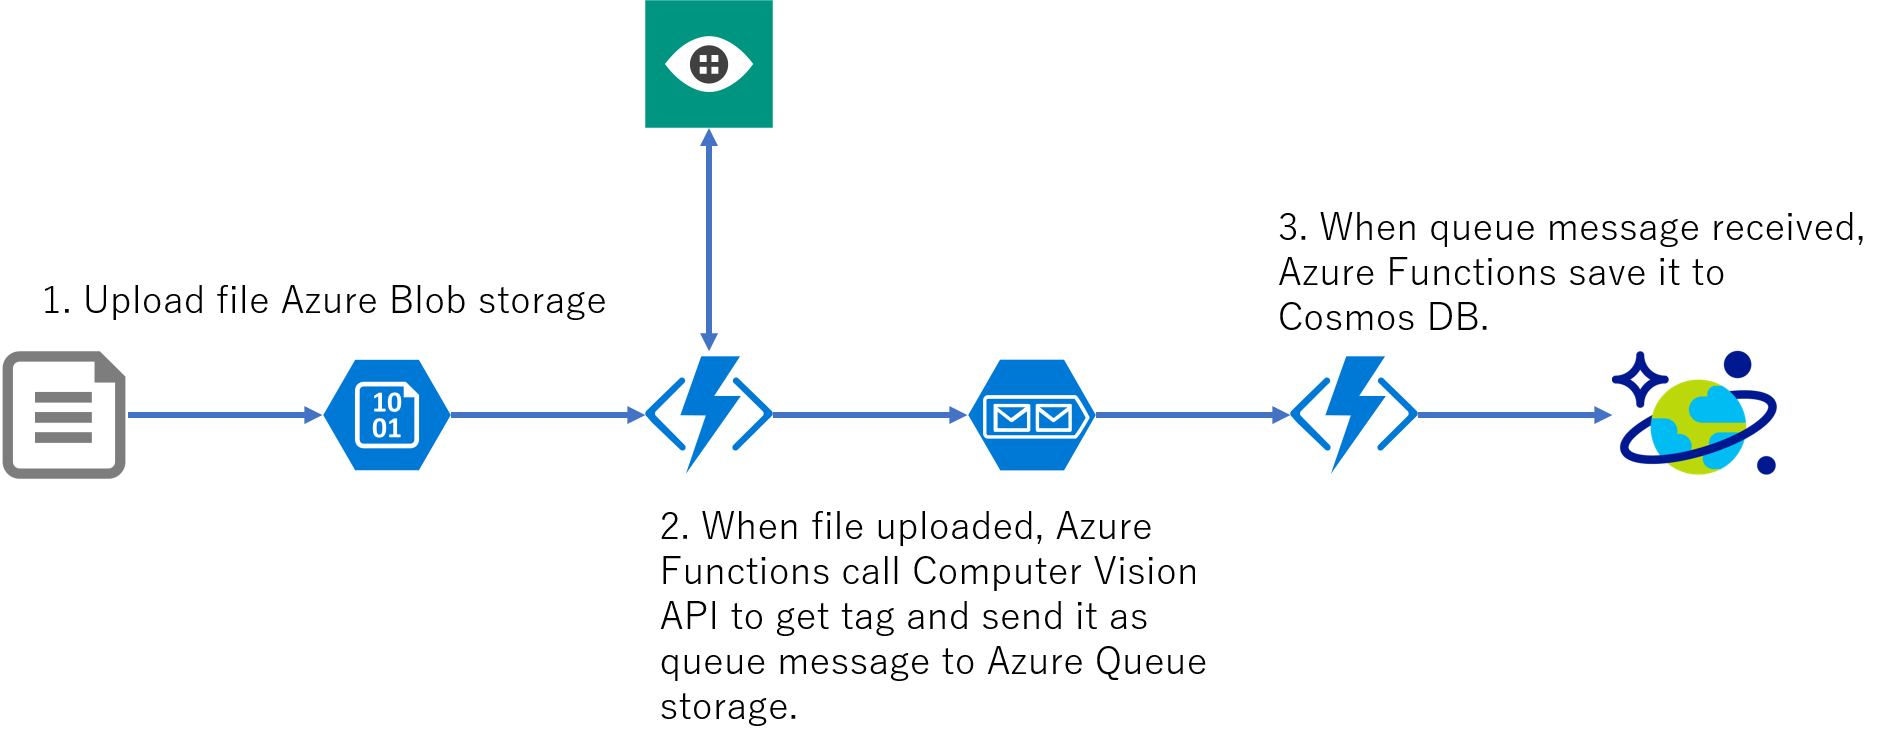 1. Upload file Azure Blob storage
10
01
2. When file uploaded, Azure
Functions call Computer Vision
API to get tag and send it as
queue message to Azure Queue
storage.
3. When queue message received,
Azure Functions save it to
Cosmos DB.